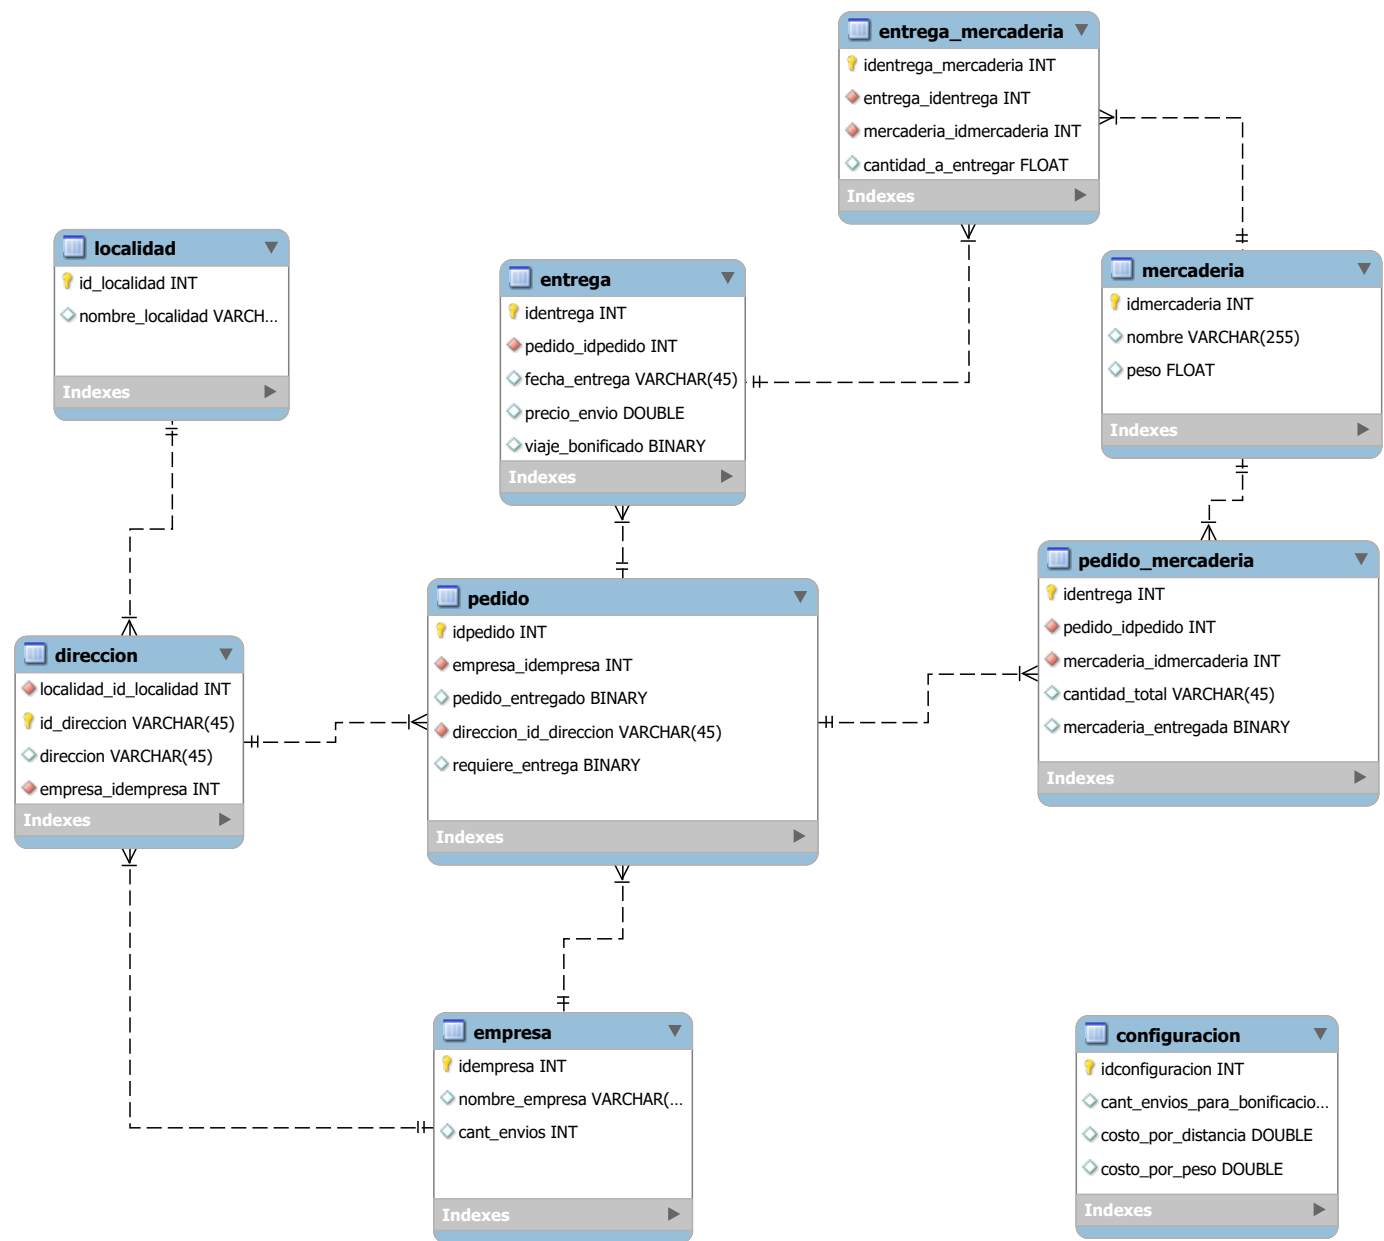 entrega_mercaderia
identrega_mercaderia INT
entrega_identrega INT
mercaderia_idmercaderia INT
cantidad_a_entregar FLOAT
Indexes
localidad
id_localidad INT
nombre_localidad VARCH...
Indexes
entrega
identrega INT
pedido_idpedido INT
fecha_entrega VARCHAR(45)
precio_envio DOUBLE
viaje_bonificado BINARY
Indexes
mercaderia
idmercaderia INT
nombre VARCHAR(255)
peso FLOAT
Indexes
pedido_mercaderia
identrega INT
pedido_idpedido INT
mercaderia_idmercaderia INT
cantidad_total VARCHAR(45)
mercaderia_entregada BINARY
Indexes
pedido
idpedido INT
empresa_idempresa INT
pedido_entregado BINARY
direccion_id_direccion VARCHAR(45)
requiere_entrega BINARY
Indexes
direccion
localidad_id_localidad INT
id_direccion VARCHAR(45)
direccion VARCHAR(45)
empresa_idempresa INT
Indexes
empresa
idempresa INT
nombre_empresa VARCHAR(...
cant_envios INT
Indexes
configuracion
idconfiguracion INT
cant_envios_para_bonificacio...
costo_por_distancia DOUBLE
costo_por_peso DOUBLE
Indexes